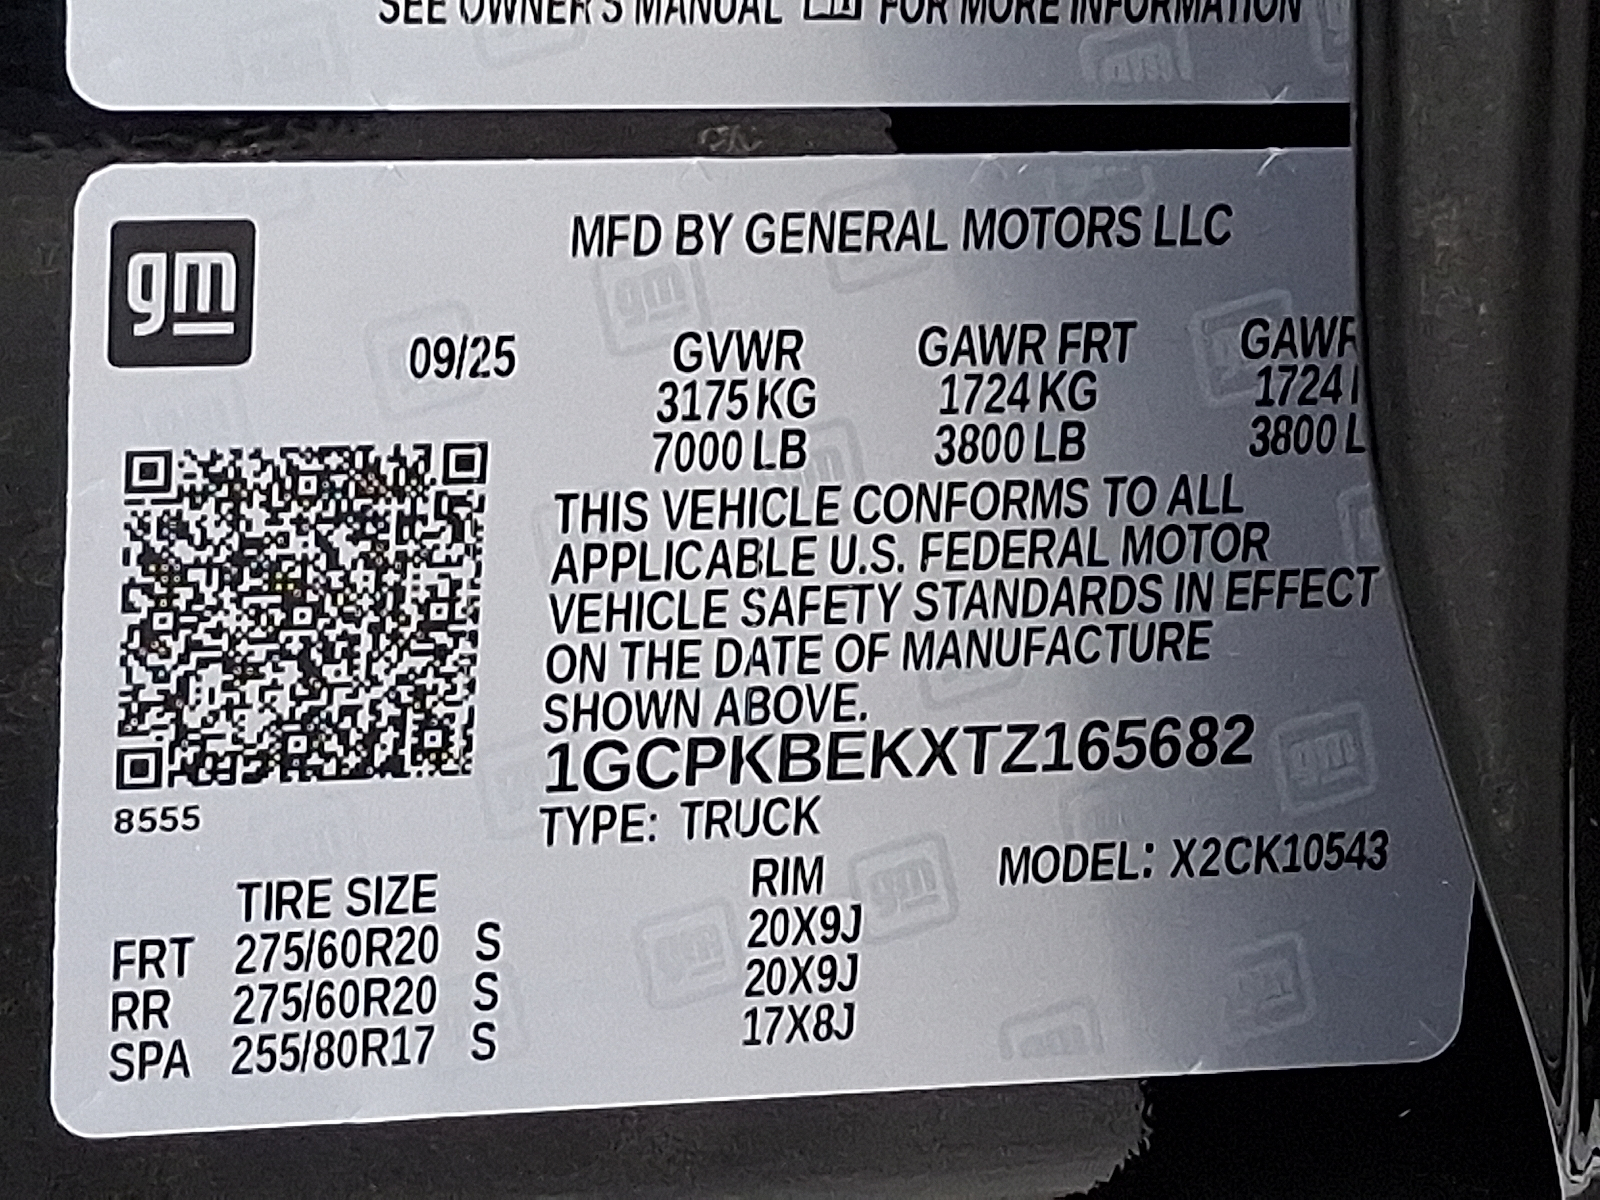 SEE OWNER'S MANUAL FOR MORE INFORMATION
gm
MFD BY GENERAL MOTORS LLC
09/25 GVWR GAWR FRT GAWR
3175 KG 1724 KG 1724
7000 LB 3800 LB 3800 L
THIS VEHICLE CONFORMS TO ALL
APPLICABLE U.S. FEDERAL MOTOR
VEHICLE SAFETY STANDARDS IN EFFECT
ON THE DATE OF MANUFACTURE
SHOWN ABOVE.
1GCPKBEKXTZ165682
8555
TYPE: TRUCK
MODEL: X2CK10543
TIRE SIZE RIM
FRT 275/60R20 S 20X9J
RR 275/60R20 S 20X9J
SPA 255/80R17 S 17X8J